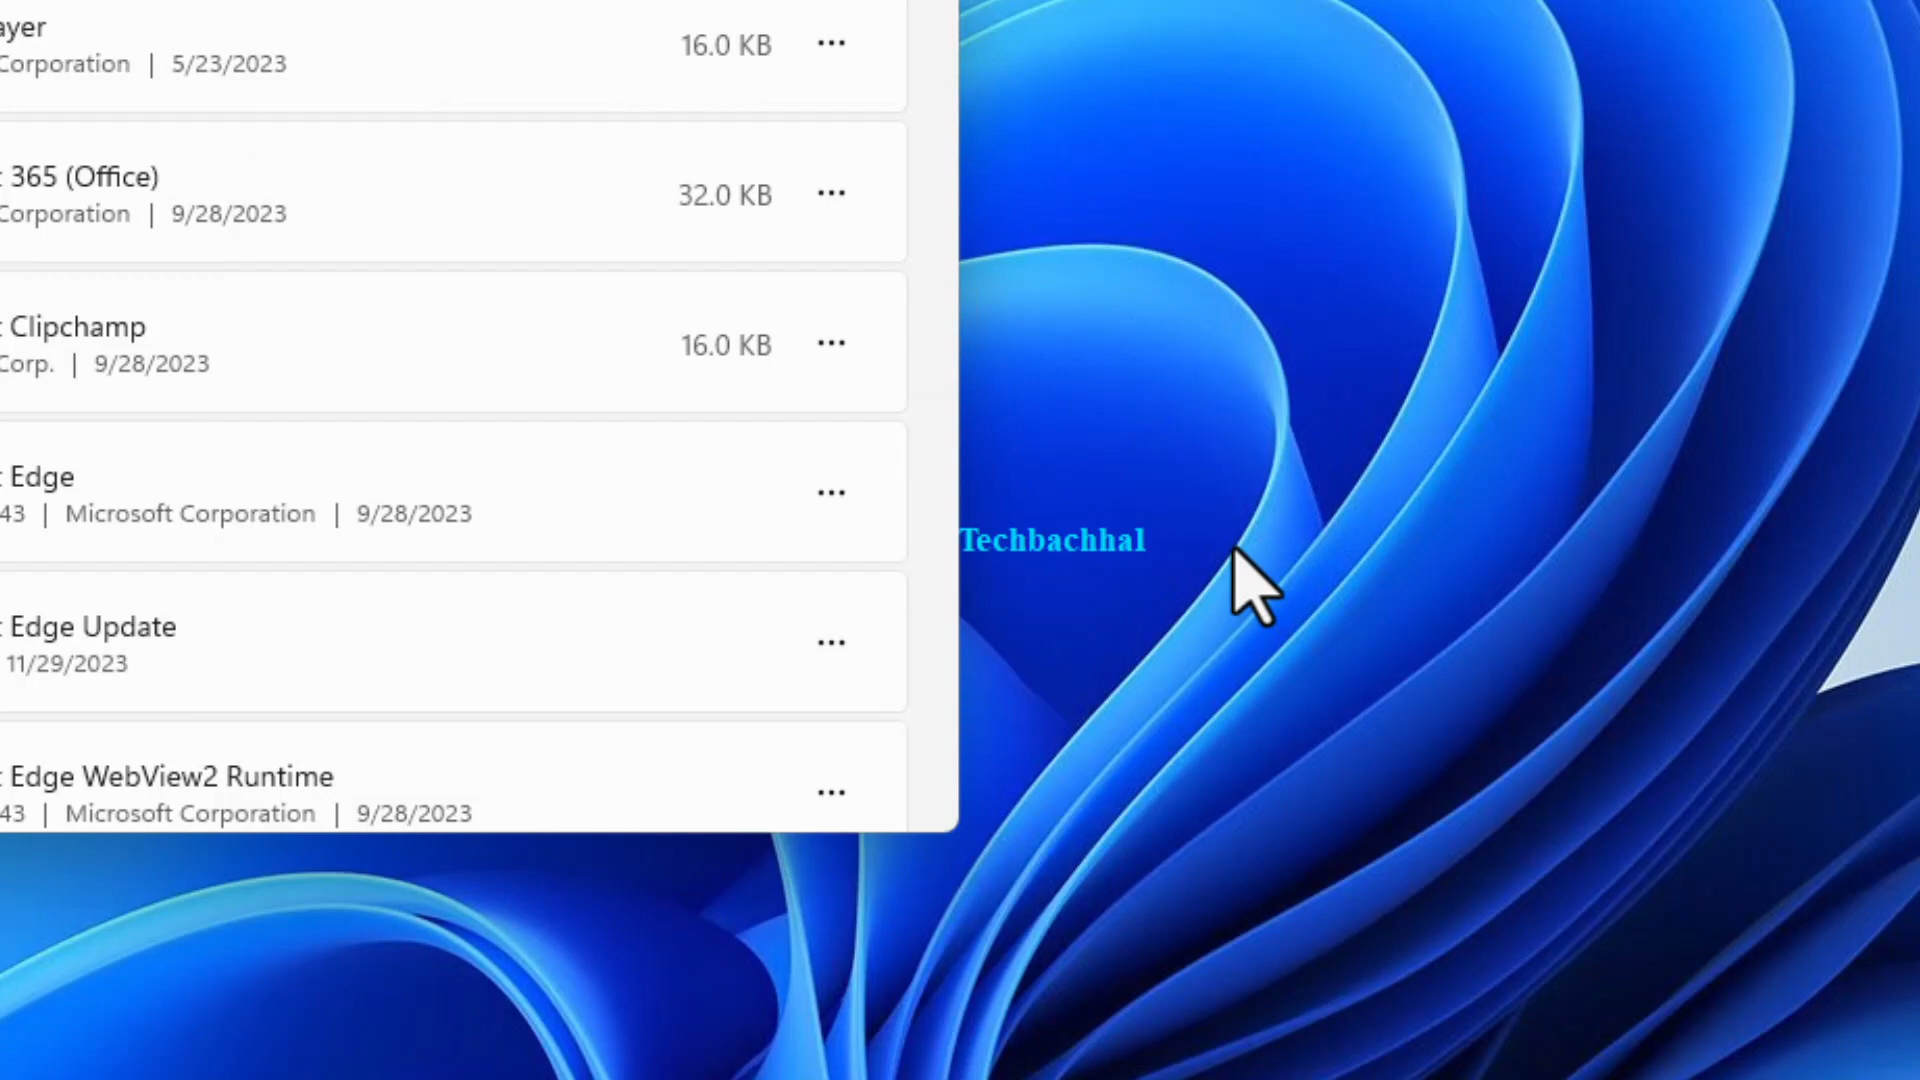 ayer
16.0 KB
Corporation | 5/23/2023
365 (Office)
32.0 KB
Corporation | 9/28/2023
Clipchamp
16.0 KB
Corp. | 9/28/2023
Edge
43 | Microsoft Corporation | 9/28/2023
Techbachhal
Edge Update
11/29/2023
Edge WebView2 Runtime
43 | Microsoft Corporation | 9/28/2023